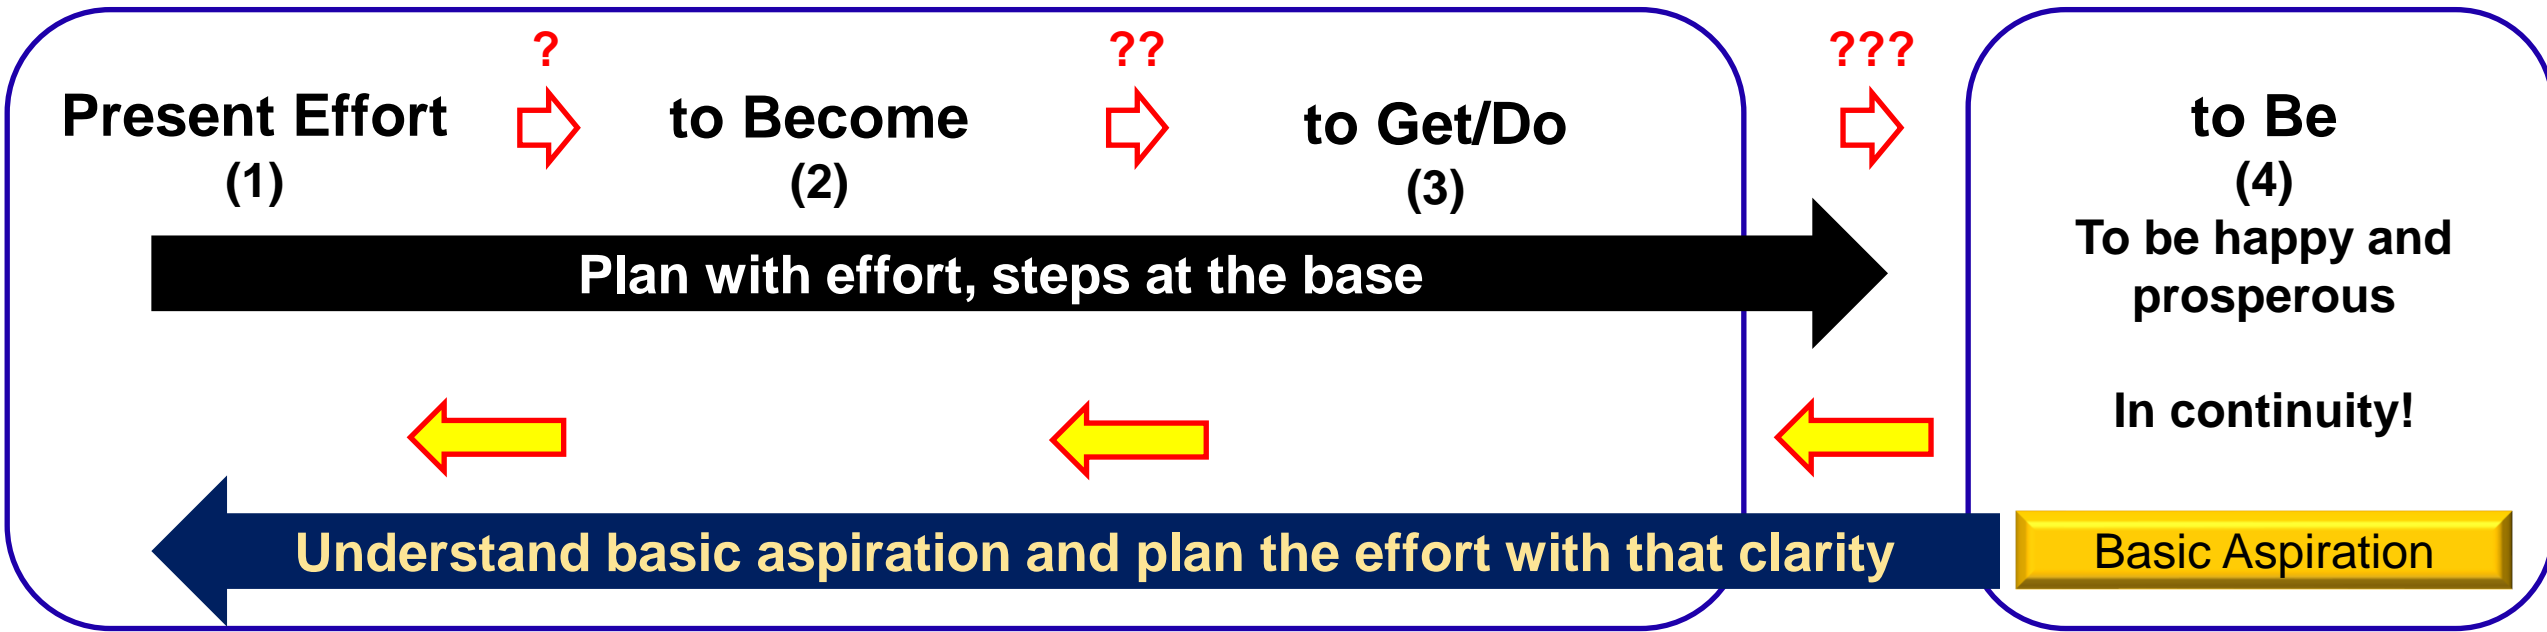 ? ?? ???
Present Effort to Become to Get/Do to Be
(1) (2) (3) (4)
Plan with effort, steps at the base
To be happy and
prosperous
In continuity!
Understand basic aspiration and plan the effort with that clarity
Basic Aspiration